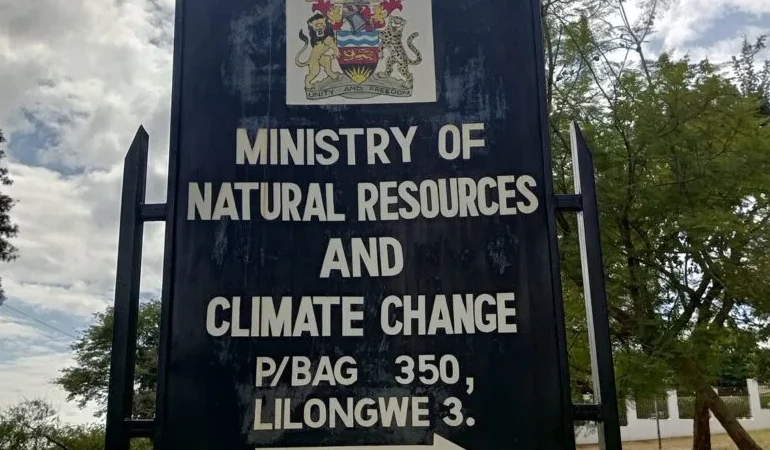 UNITY AND FREEDOM
MINISTRY OF
NATURAL RESOURCES
AND
CLIMATE CHANGE
P/BAG 350,
LILONGWE 3.